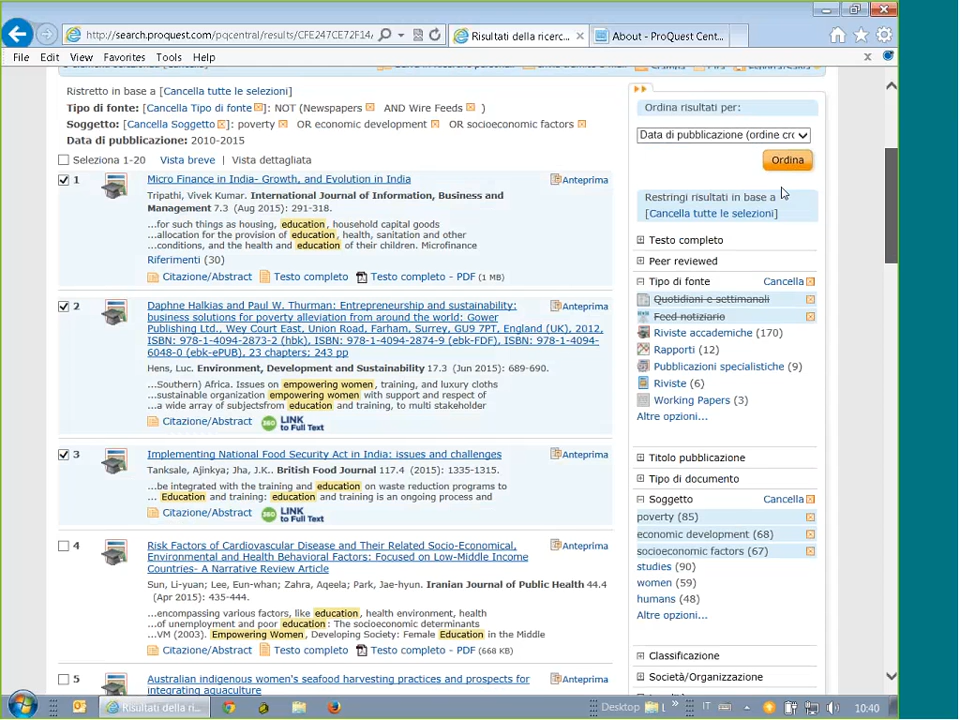 http://search.proquest.com/pqcentral/results/CFE247CE72F14
Risultati della ricerc...
About - ProQuest Cent...
File Edit View Favorites Tools Help
Ristretto in base a [Cancella tutte le selezioni]
Tipo di fonte: [Cancella Tipo di fonte]: NOT (Newspapers AND Wire Feeds )
Soggetto: [Cancella Soggetto]: poverty OR economic development OR socioeconomic factors
Data di pubblicazione: 2010-2015
Seleziona 1-20 Vista breve | Vista dettagliata
1 Micro Finance in India- Growth, and Evolution in India Anteprima
Tripathi, Vivek Kumar. International Journal of Information, Business and
Management 7.3 (Aug 2015): 291-318.
...for such things as housing, education, household capital goods
...allocation for the provision of education, health, sanitation and other
...conditions, and the health and education of their children. Microfinance
Riferimenti (30)
Citazione/Abstract Testo completo Testo completo - PDF (1 MB)
2 Daphne Halkias and Paul W. Thurman: Entrepreneurship and sustainability: Anteprima
business solutions for poverty alleviation from around the world: Gower
Publishing Ltd., Wey Court East, Union Road, Farham, Surrey, GU9 7PT, England (UK), 2012,
ISBN: 978-1-4094-2873-2 (hbk), ISBN: 978-1-4094-2874-9 (ebk-FDF), ISBN: 978-1-4094-
6048-0 (ebk-ePUB), 23 chapters; 243 pp
Hens, Luc. Environment, Development and Sustainability 17.3 (Jun 2015): 689-690.
...Southern) Africa. Issues on empowering women, training, and luxury cloths
...sustainable organization empowering women with support and respect of
...a wide array of subjectsfrom education and training, to multi stakeholder
Citazione/Abstract 360 LINK to Full Text
3 Implementing National Food Security Act in India: issues and challenges Anteprima
Tanksale, Ajinkya; Jha, J.K.. British Food Journal 117.4 (2015): 1335-1315.
...be integrated with the training and education on waste reduction programs to
... Education and training: education and training is an ongoing process and
Citazione/Abstract 360 LINK to Full Text
4 Risk Factors of Cardiovascular Disease and Their Related Socio-Economical, Anteprima
Environmental and Health Behavioral Factors: Focused on Low-Middle Income
Countries- A Narrative Review Article
Sun, Li-yuan; Lee, Eun-whan; Zahra, Aqeela; Park, Jae-hyun. Iranian Journal of Public Health 44.4
(Apr 2015): 435-444.
...encompassing various factors, like education, health environment, health
...of unemployment and poor education: The socioeconomic determinants
...VM (2003). Empowering Women, Developing Society: Female Education in the Middle
Citazione/Abstract Testo completo Testo completo - PDF (668 KB)
5 Australian indigenous women's seafood harvesting practices and prospects for Anteprima
integrating aquaculture
Ordina risultati per:
Data di pubblicazione (ordine crc
Ordina
Restringi risultati in base a
[Cancella tutte le selezioni]
Testo completo
Peer reviewed
Tipo di fonte Cancella
Quotidiani e settimanali
Feed notiziario
Riviste accademiche (170)
Rapporti (12)
Pubblicazioni specialistiche (9)
Riviste (6)
Working Papers (3)
Altre opzioni...
Titolo pubblicazione
Tipo di documento
Soggetto Cancella
poverty (85)
economic development (68)
socioeconomic factors (67)
studies (90)
women (59)
humans (48)
Altre opzioni...
Classificazione
Società/Organizzazione
Risultati della ri...
Desktop
IT
10:40